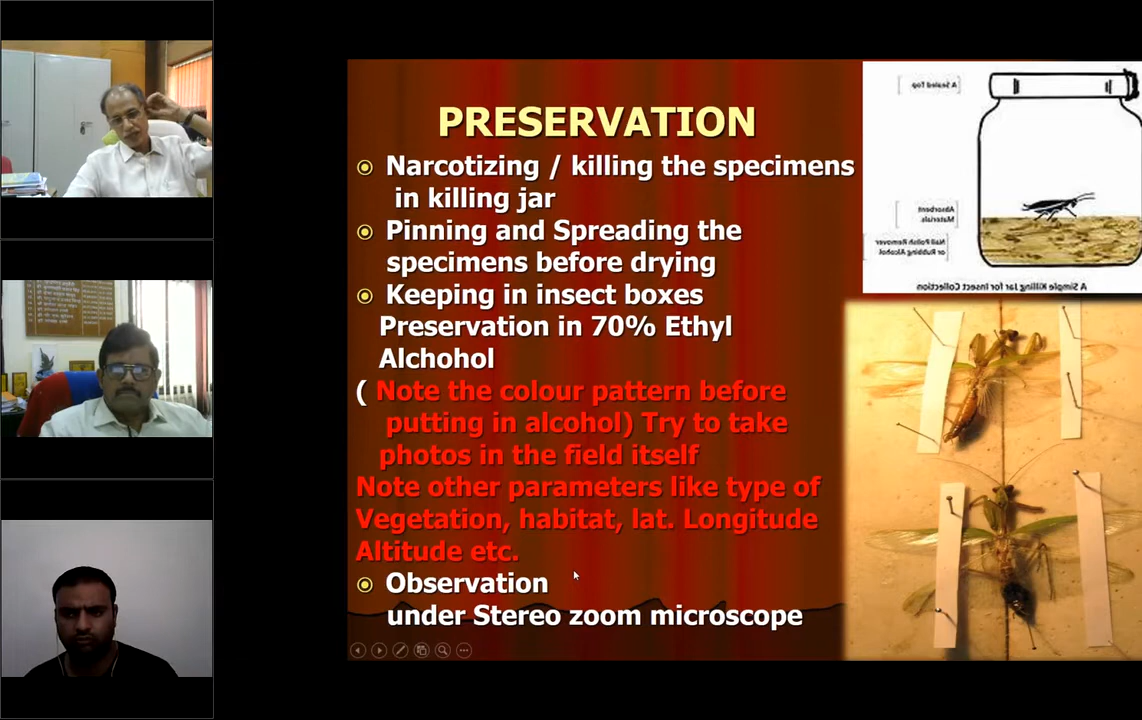 PRESERVATION
Narcotizing / killing the specimens
in killing jar
Pinning and Spreading the
specimens before drying
Keeping in insect boxes
Preservation in 70% Ethyl
Alchohol
( Note the colour pattern before
putting in alcohol) Try to take
photos in the field itself
Note other parameters like type of
Vegetation, habitat, lat. Longitude
Altitude etc.
Observation
under Stereo zoom microscope
A Sealed Top
Absorbent
Materials
Nail Polish Remover
or Rubbing Alcohol
A Simple Killing Jar for Insect Collection